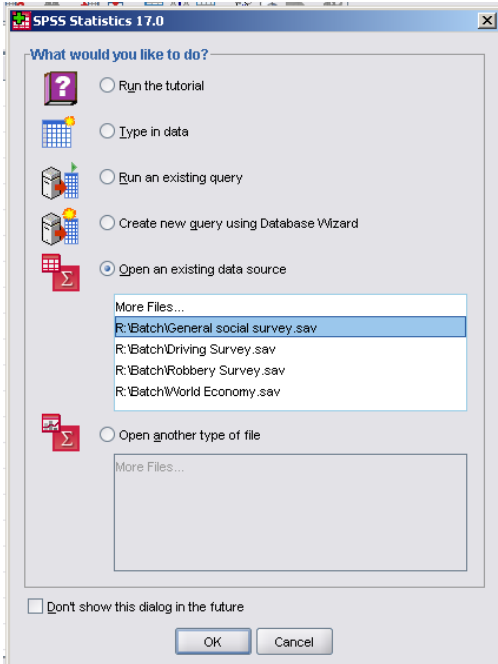 SPSS Statistics 17.0
What would you like to do?
Run the tutorial
Type in data
Run an existing query
Create new query using Database Wizard
Open an existing data source
More Files...
R:\Batch\General social survey.sav
R:\Batch\Driving Survey.sav
R:\Batch\Robbery Survey.sav
R:\Batch\World Economy.sav
Open another type of file
More Files...
Don't show this dialog in the future
OK
Cancel